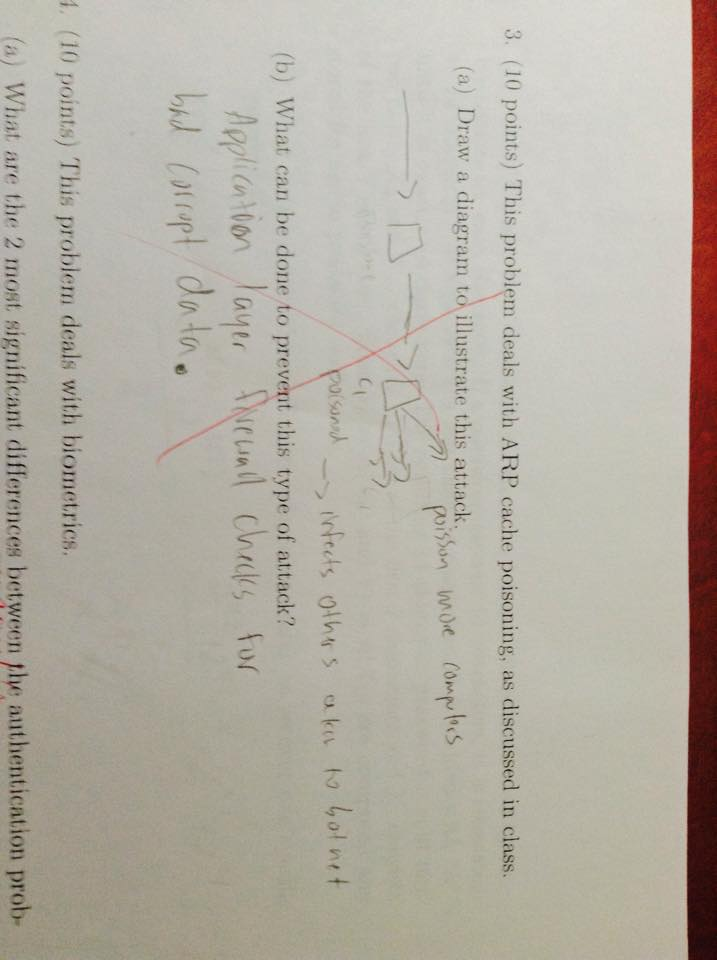 3. (10 points) This problem deals with ARP cache poisoning, as discussed in class.
(a) Draw a diagram to illustrate this attack.
poison more computers
C1
poisoned → infects others akin to botnet
(b) What can be done to prevent this type of attack?
Application layer firewall checks for
bad corrupt data.
4. (10 points) This problem deals with biometrics.
(a) What are the 2 most significant differences between the authentication prob-